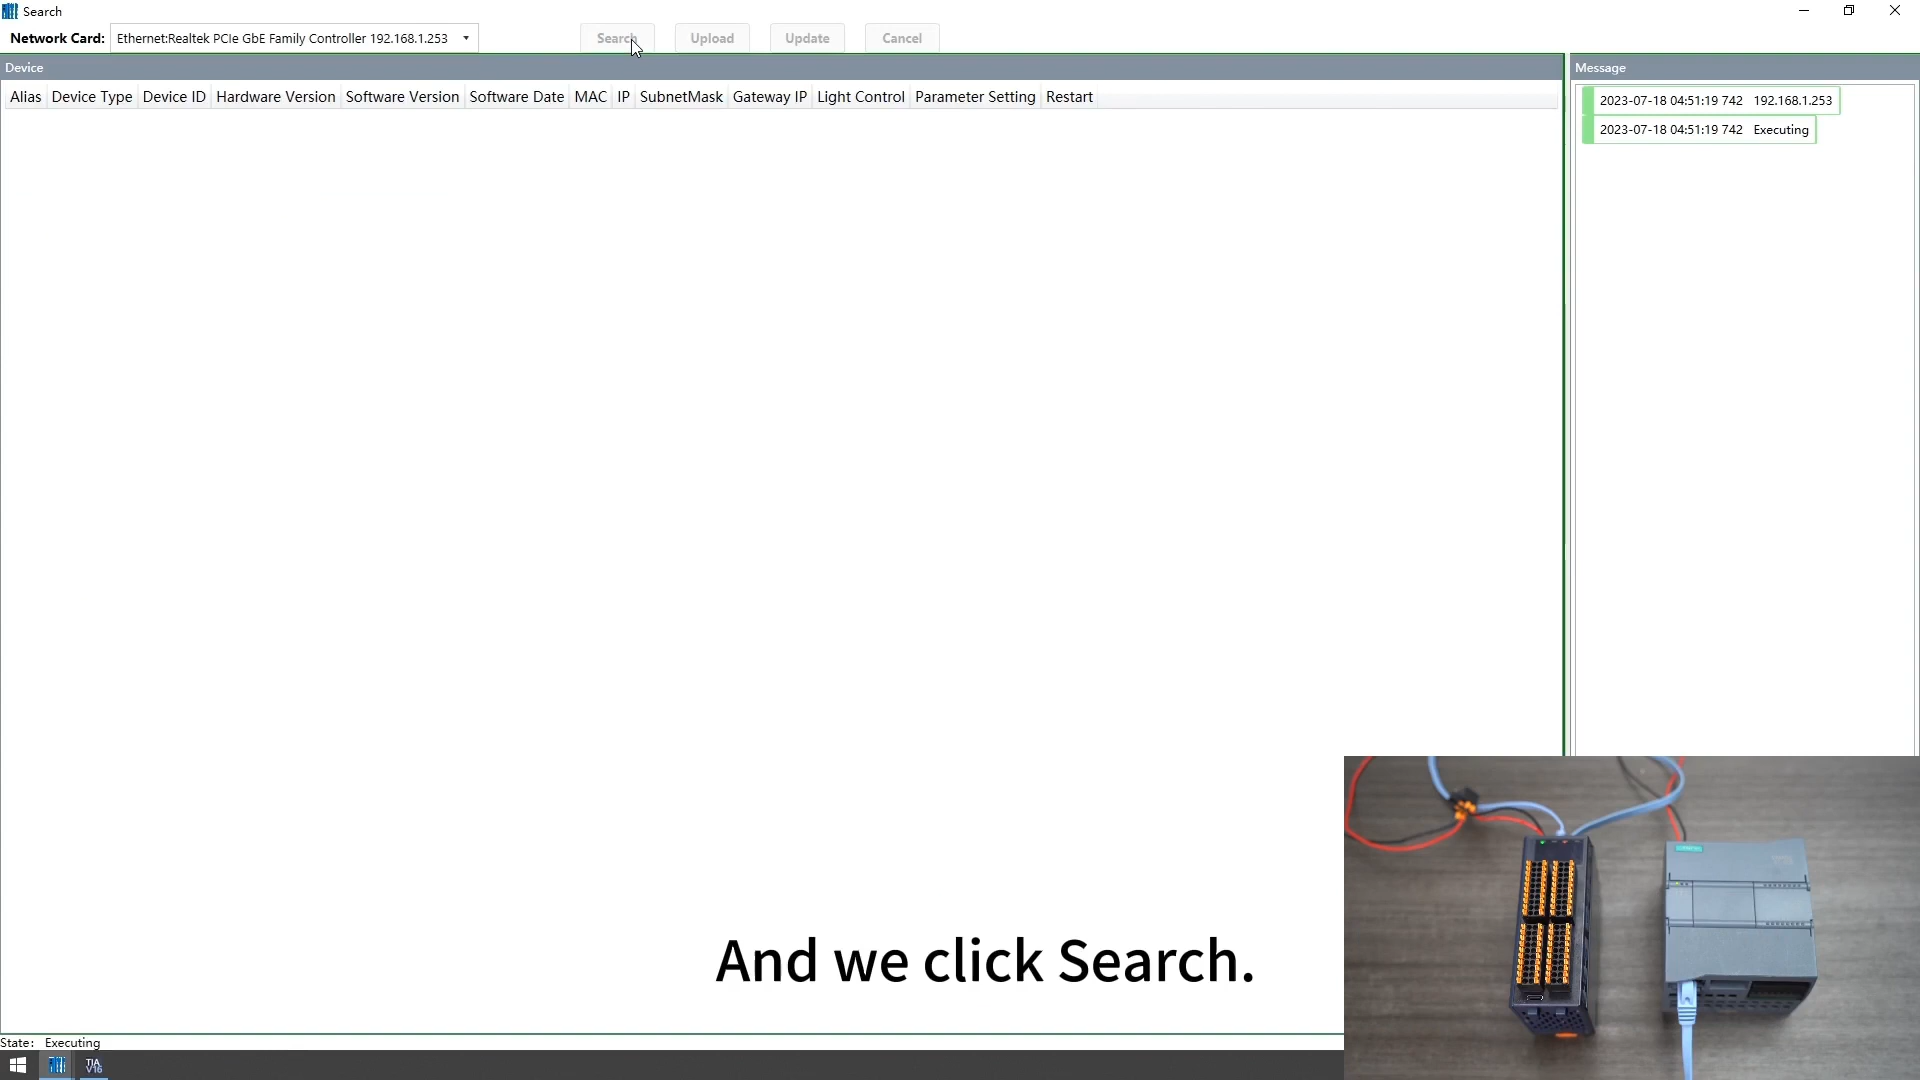 Search
Network Card: Ethernet:Realtek PCIe GbE Family Controller 192.168.1.253 Search Upload Update Cancel
Device
Message
Alias Device Type Device ID Hardware Version Software Version Software Date MAC IP SubnetMask Gateway IP Light Control Parameter Setting Restart
2023-07-18 04:51:19 742 192.168.1.253
2023-07-18 04:51:19 742 Executing
And we click Search.
State: Executing
TIA
V16